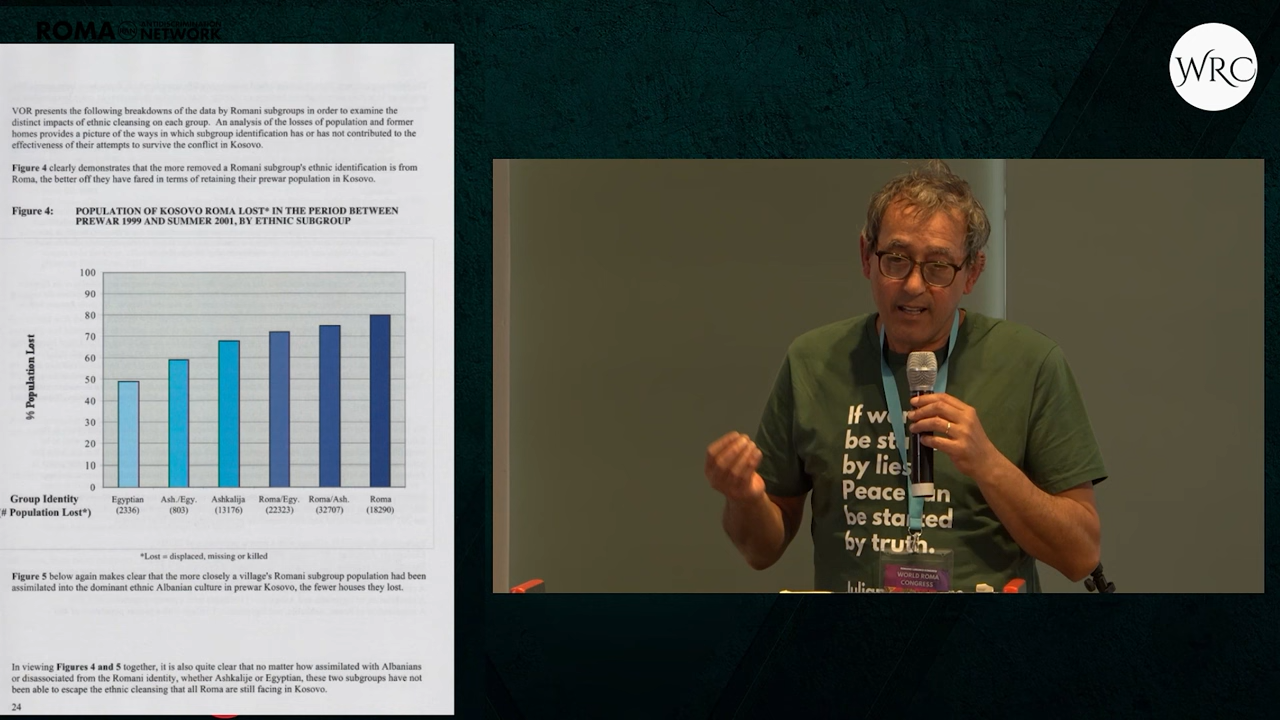 ROMA
NETWORK
WRC
VOR presents the following breakdowns of the data by Romani subgroups in order to examine the
distinct impacts of ethnic cleansing on each group. An analysis of the losses of population and former
homes provides a picture of the ways in which subgroup identification has or has not contributed to the
effectiveness of their attempts to survive the conflict in Kosovo.
Figure 4 clearly demonstrates that the more removed a Romani subgroup's ethnic identification is from
Roma, the better off they have fared in terms of retaining their prewar population in Kosovo.
Figure 4: POPULATION OF KOSOVO ROMA LOST* IN THE PERIOD BETWEEN
PREWAR 1999 AND SUMMER 2001, BY ETHNIC SUBGROUP
% Population Lost
100
90
80
70
60
50
40
30
20
10
0
Group Identity Egyptian Ash./Egy. Ashkalija Roma/Egy. Roma/Ash. Roma
(# Population Lost*) (2336) (803) (13176) (22323) (32707) (18290)
*Lost = displaced, missing or killed
Figure 5 below again makes clear that the more closely a village's Romani subgroup population had been
assimilated into the dominant ethnic Albanian culture in prewar Kosovo, the fewer houses they lost.
In viewing Figures 4 and 5 together, it is also quite clear that no matter how assimilated with Albanians
or disassociated from the Romani identity, whether Ashkalije or Egyptian, these two subgroups have not
been able to escape the ethnic cleansing that all Roma are still facing in Kosovo.
24
If
be
by lies
Peace
be started
by truth.
WORLD ROMA
CONGRESS